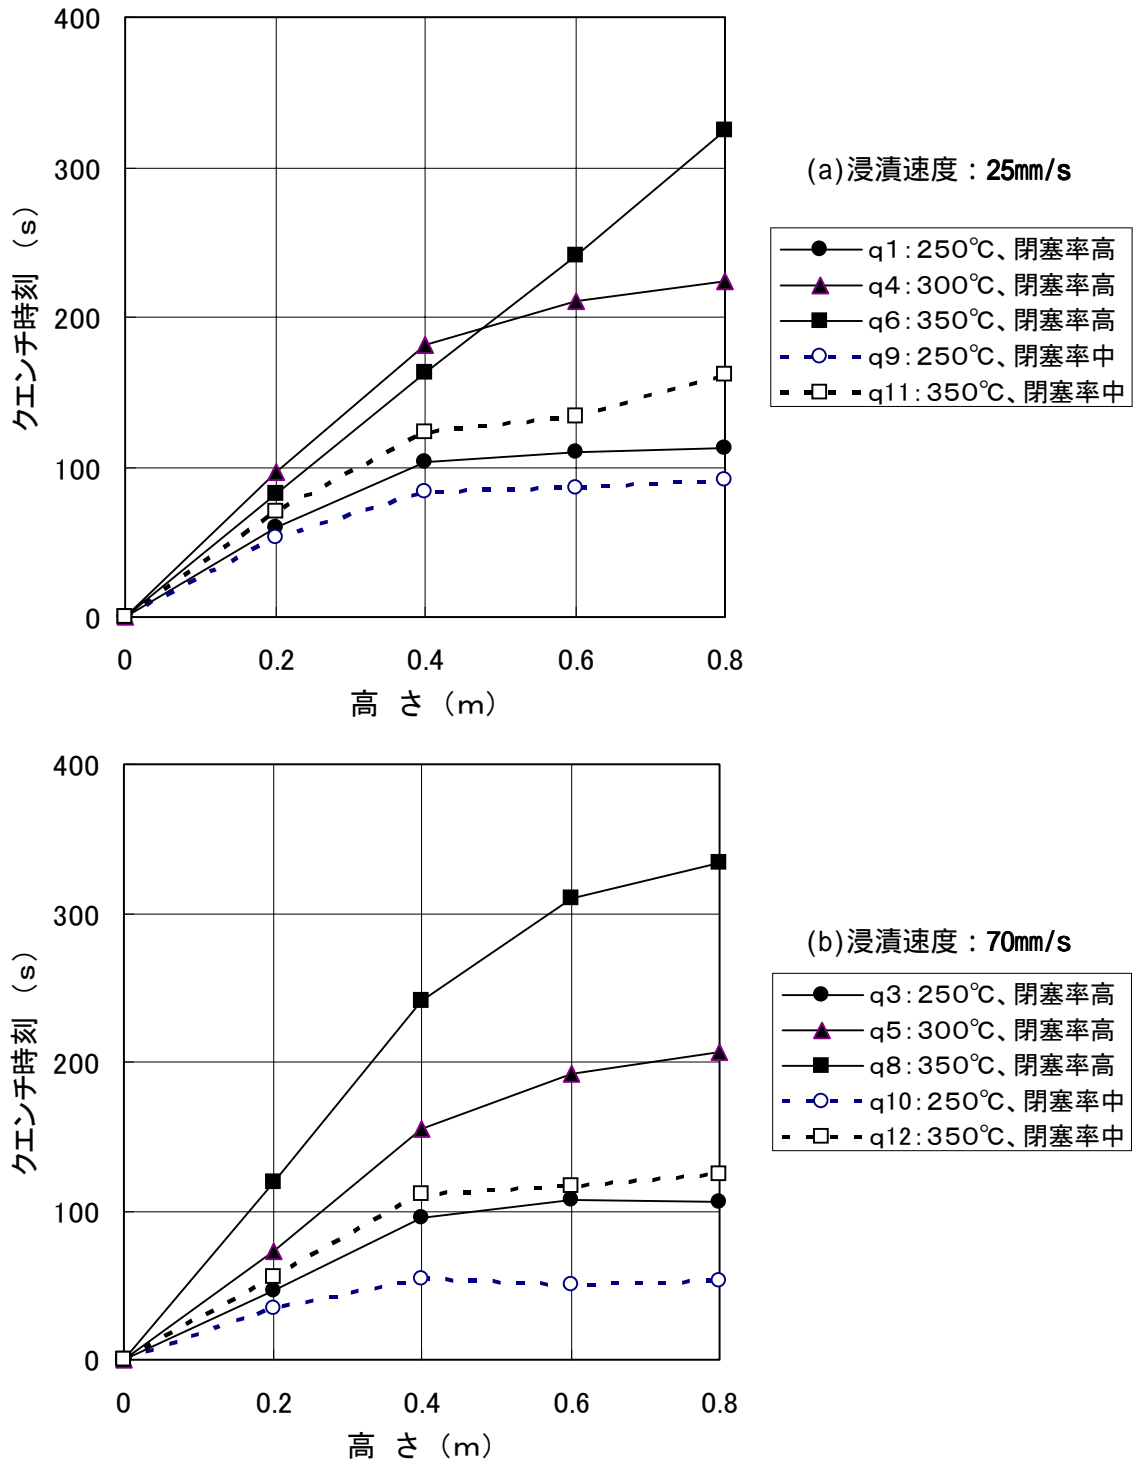 400
300
200
100
0
クエンチ時刻 (s)
0 0.2 0.4 0.6 0.8
高 さ (m)
(a)浸漬速度：25mm/s
q1：250℃、閉塞率高
q4：300℃、閉塞率高
q6：350℃、閉塞率高
q9：250℃、閉塞率中
q11：350℃、閉塞率中
400
300
200
100
0
クエンチ時刻 (s)
0 0.2 0.4 0.6 0.8
高 さ (m)
(b)浸漬速度：70mm/s
q3：250℃、閉塞率高
q5：300℃、閉塞率高
q8：350℃、閉塞率高
q10：250℃、閉塞率中
q12：350℃、閉塞率中